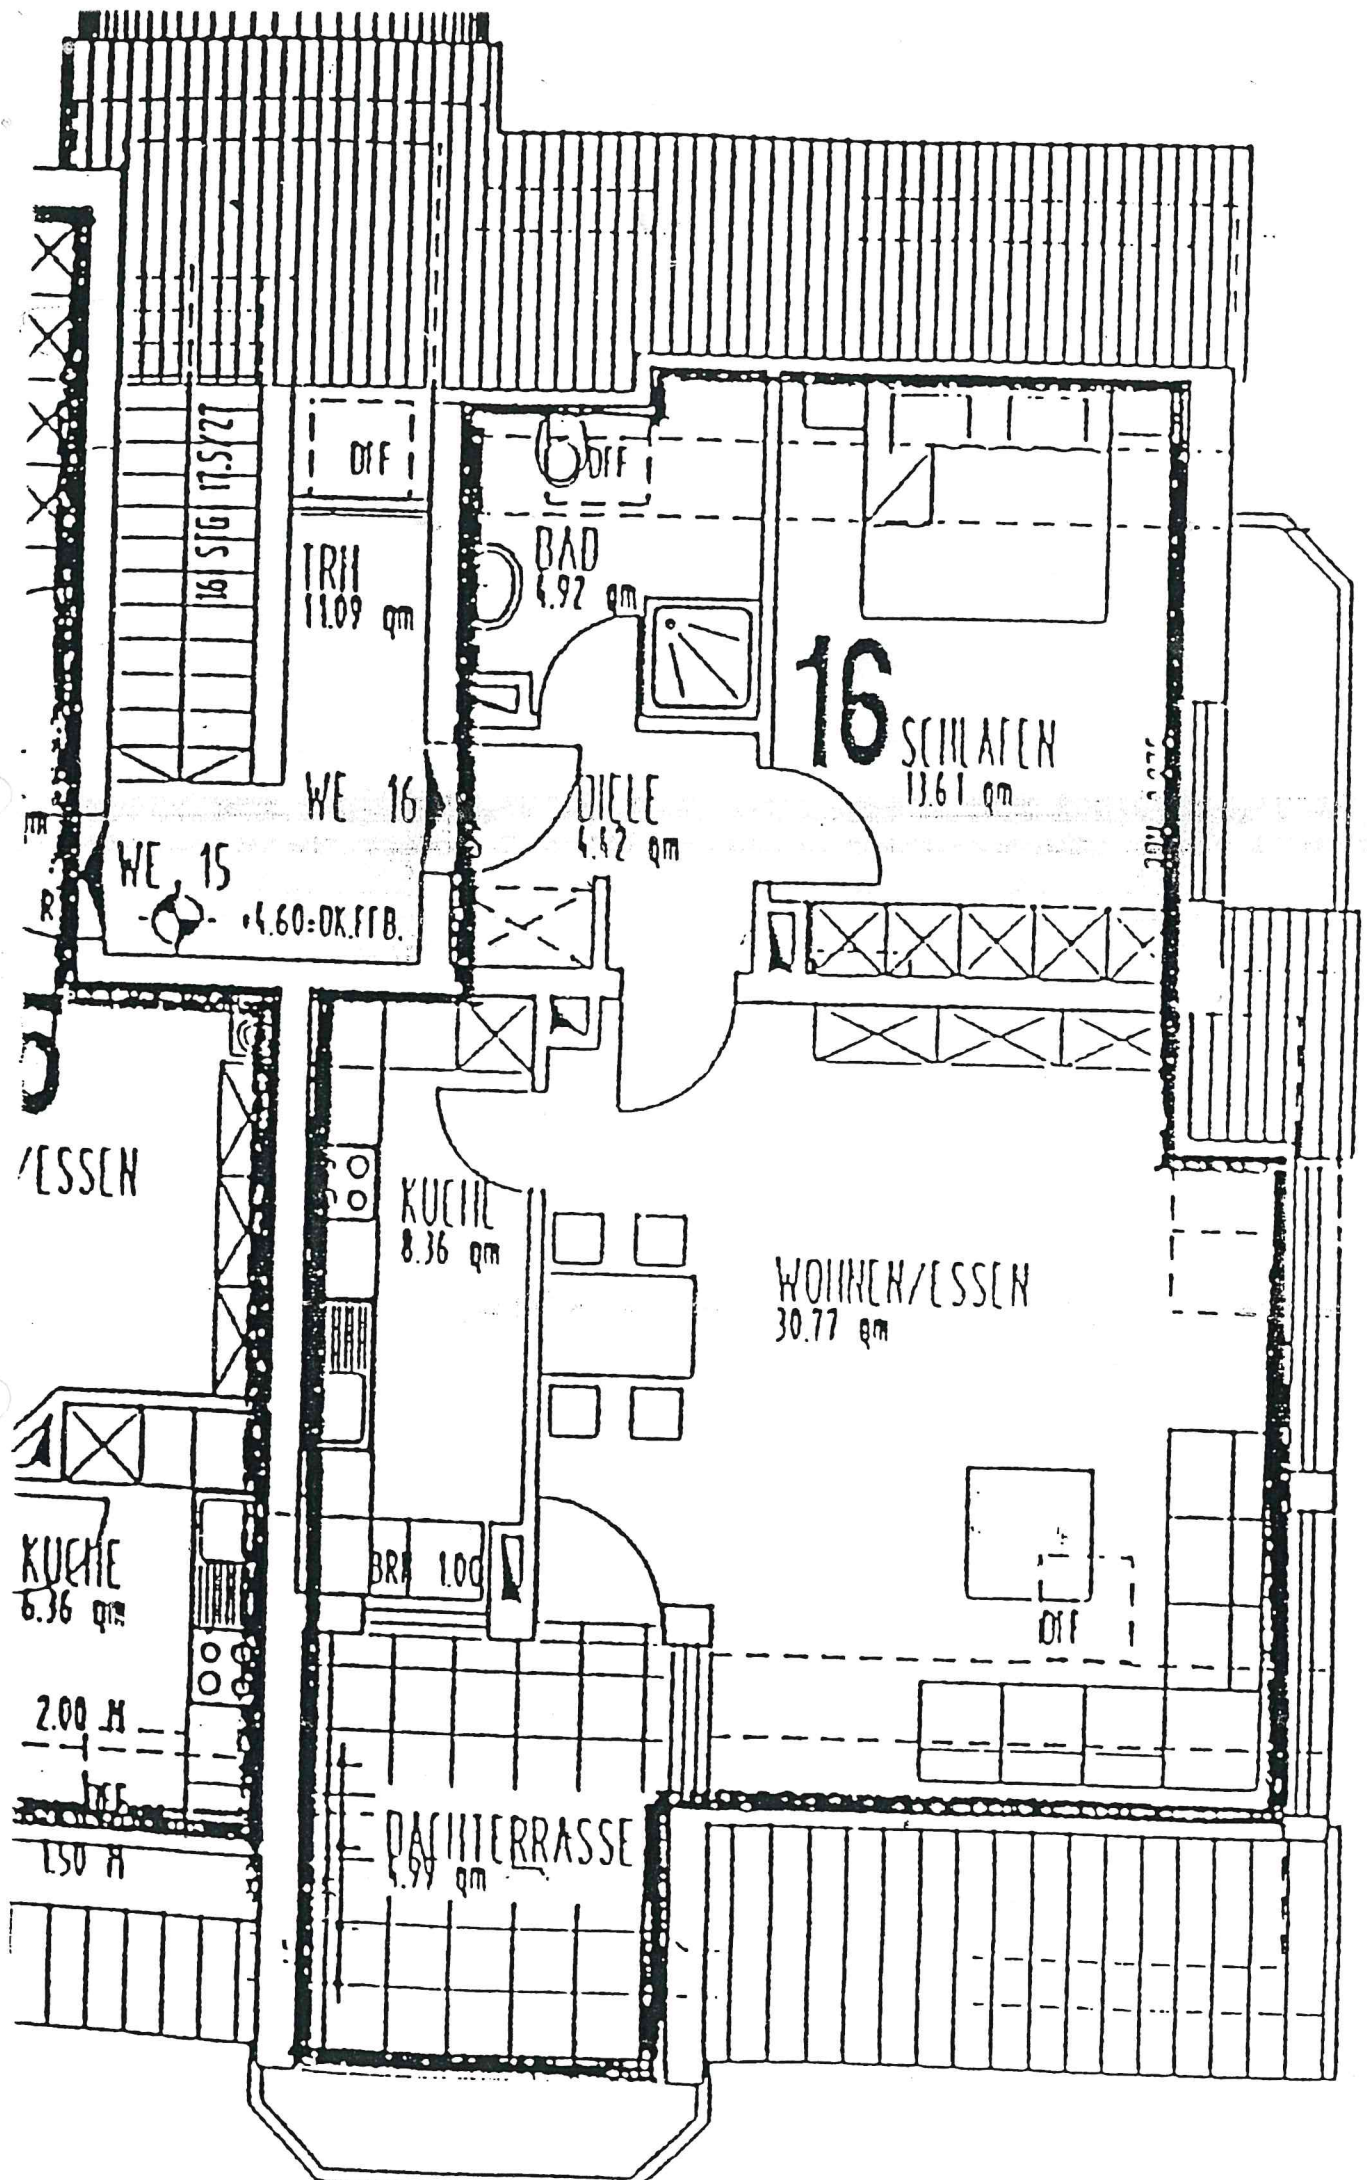 DFF
DFF
16 STG 17.5/27
TRH
11.09 qm
BAD
4.92 qm
16
SCHLAFEN
13.61 qm
WE 16
DIELE
4.42 qm
WE 15
R
+4.60=OK.FFB.
/ESSEN
KUCHE
8.36 qm
WOHNEN/ESSEN
30.77 qm
BRH 1.00
KUCHE
6.36 qm
DFF
2.00 M
DFF
1.50 M
DACHTERRASSE
4.99 qm